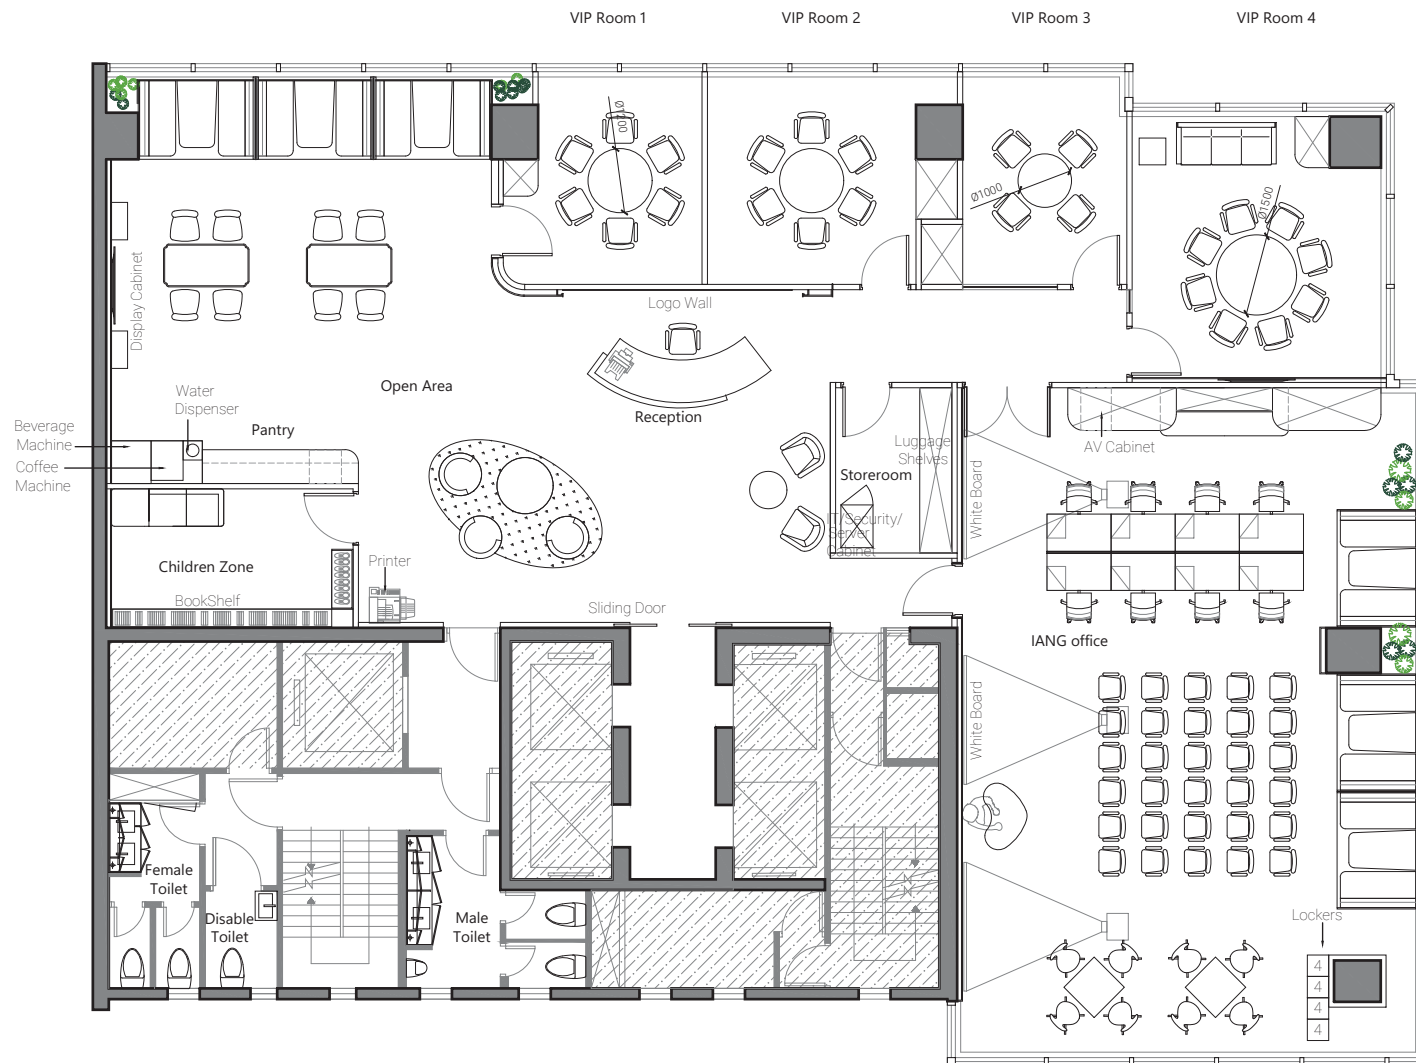 VIP Room 1
VIP Room 2
VIP Room 3
VIP Room 4
Ø1200
Ø1000
Ø1500
Display Cabinet
Logo Wall
Open Area
Reception
Water
Dispenser
Pantry
Beverage
Machine
Coffee
Machine
AV Cabinet
Luggage
Shelves
Storeroom
White Board
IT/Security/
Server
Cabinet
Children Zone
Printer
BookShelf
Sliding Door
IANG office
White Board
Female
Toilet
Disable
Toilet
Male
Toilet
Lockers
4
4
4
4